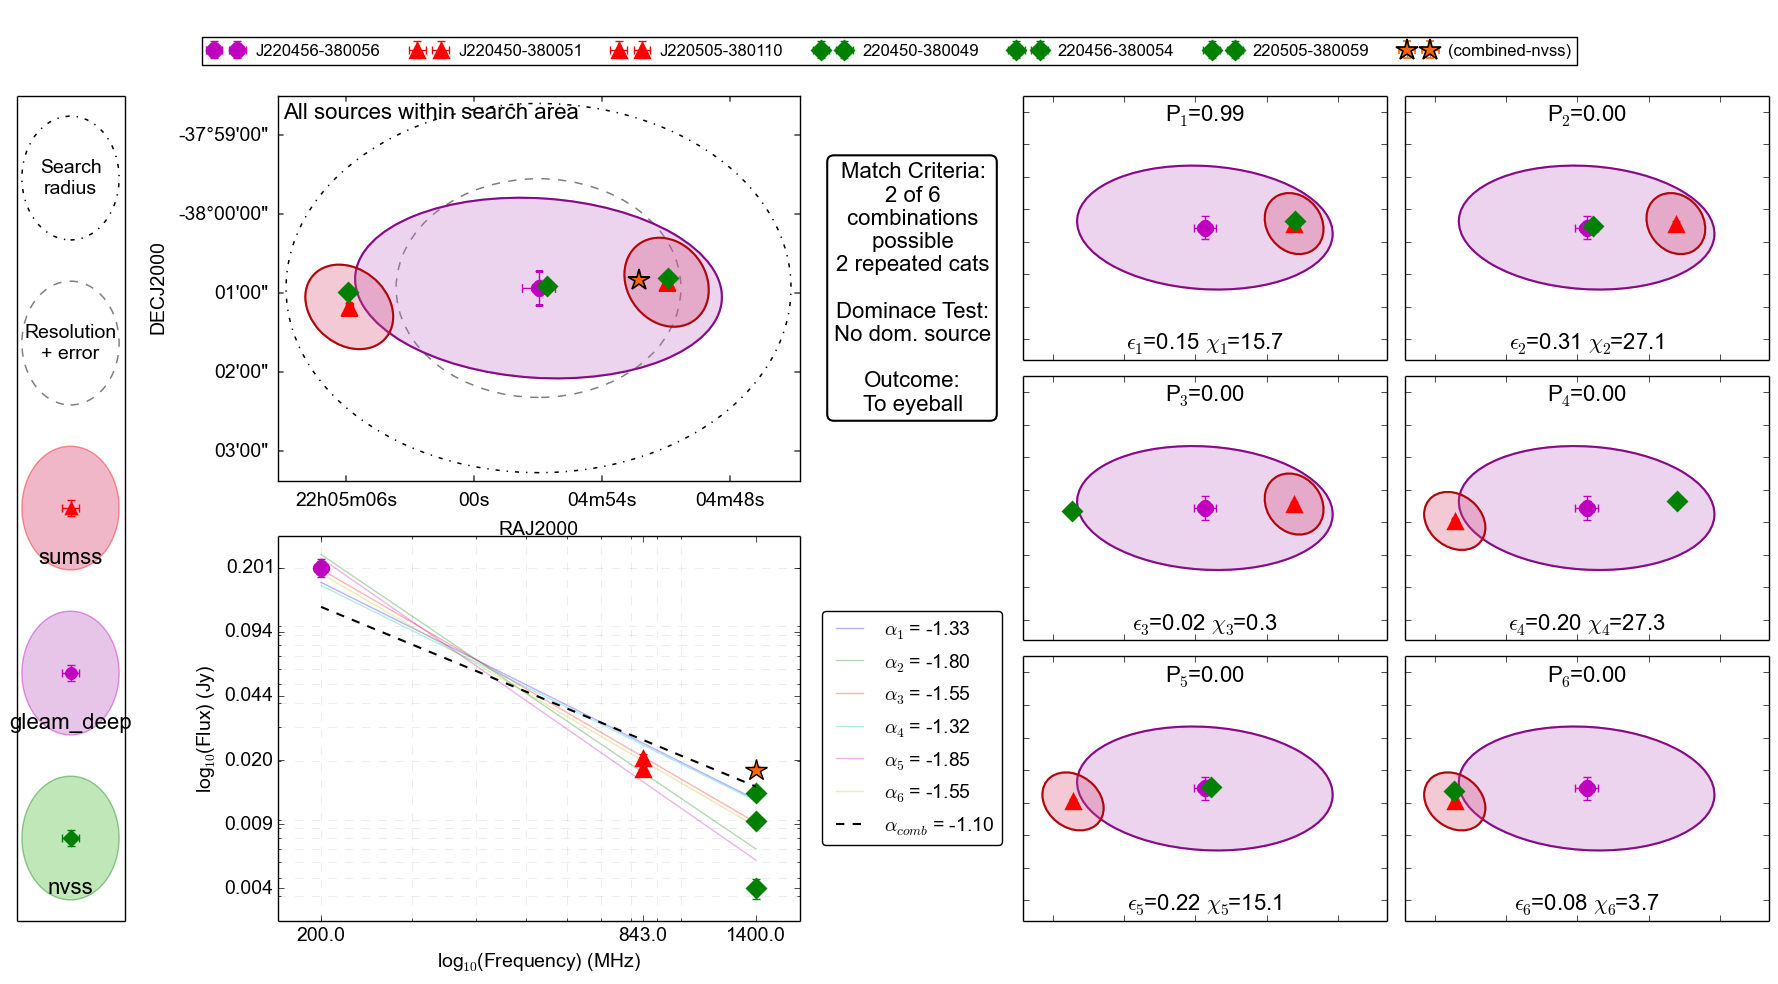 J220456-380056 J220450-380051 J220505-380110 220450-380049 220456-380054 220505-380059 (combined-nvss)
Search
radius
Resolution
+ error
sumss
gleam_deep
nvss
All sources within search area
DECJ2000
-37°59'00"
-38°00'00"
01'00"
02'00"
03'00"
22h05m06s 00s 04m54s 04m48s
RAJ2000
Match Criteria:
2 of 6
combinations
possible
2 repeated cats
Dominace Test:
No dom. source
Outcome:
To eyeball
log₁₀(Flux) (Jy)
0.201
0.094
0.044
0.020
0.009
0.004
200.0 843.0 1400.0
log₁₀(Frequency) (MHz)
α₁ = -1.33
α₂ = -1.80
α₃ = -1.55
α₄ = -1.32
α₅ = -1.85
α₆ = -1.55
α_comb = -1.10
P₁=0.99
ϵ₁=0.15 χ₁=15.7
P₂=0.00
ϵ₂=0.31 χ₂=27.1
P₃=0.00
ϵ₃=0.02 χ₃=0.3
P₄=0.00
ϵ₄=0.20 χ₄=27.3
P₅=0.00
ϵ₅=0.22 χ₅=15.1
P₆=0.00
ϵ₆=0.08 χ₆=3.7